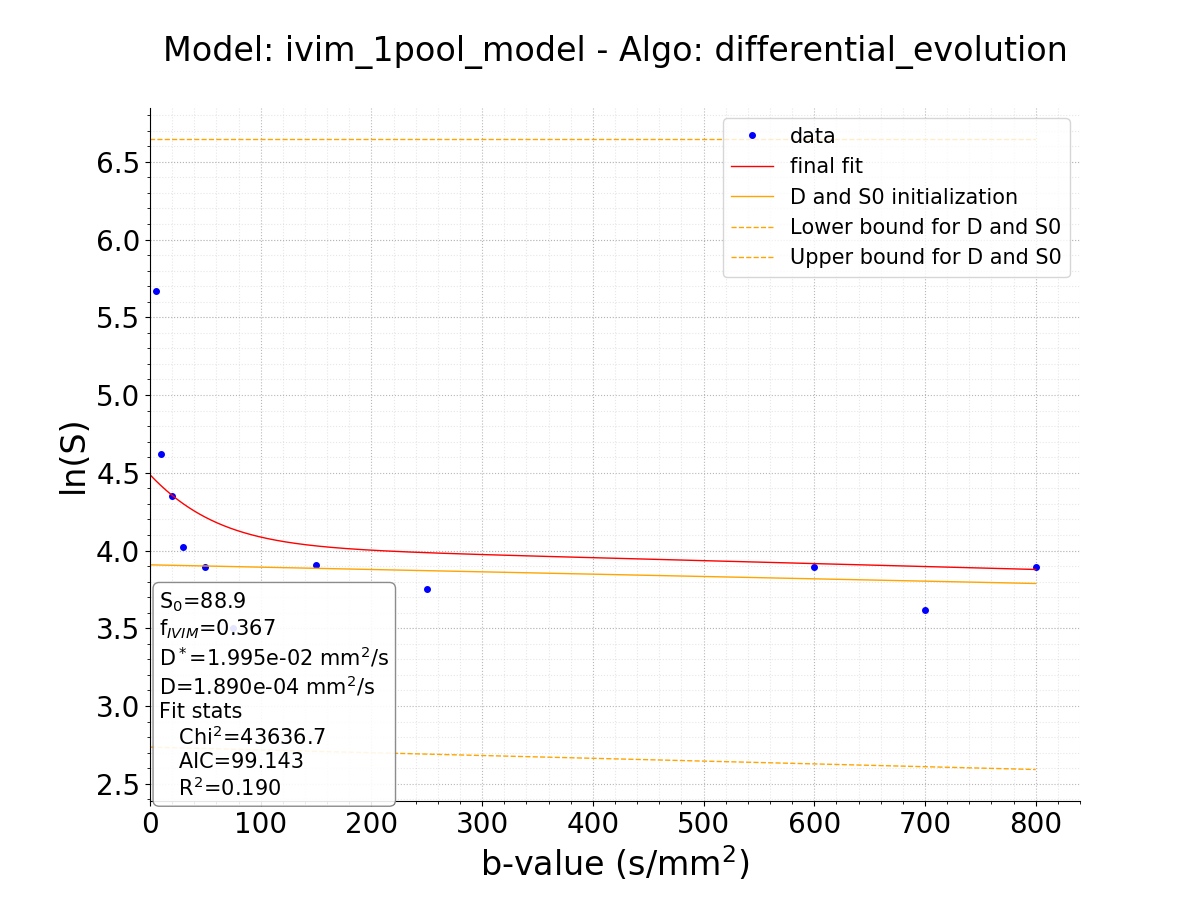 Model: ivim_1pool_model - Algo: differential_evolution
data
final fit
D and S0 initialization
Lower bound for D and S0
Upper bound for D and S0
6.5
6.0
5.5
5.0
4.5
4.0
3.5
3.0
2.5
ln(S)
S₀=88.9
f_IVIM=0.367
D*=1.995e-02 mm²/s
D=1.890e-04 mm²/s
Fit stats
Chi²=43636.7
AIC=99.143
R²=0.190
0 100 200 300 400 500 600 700 800
b-value (s/mm²)